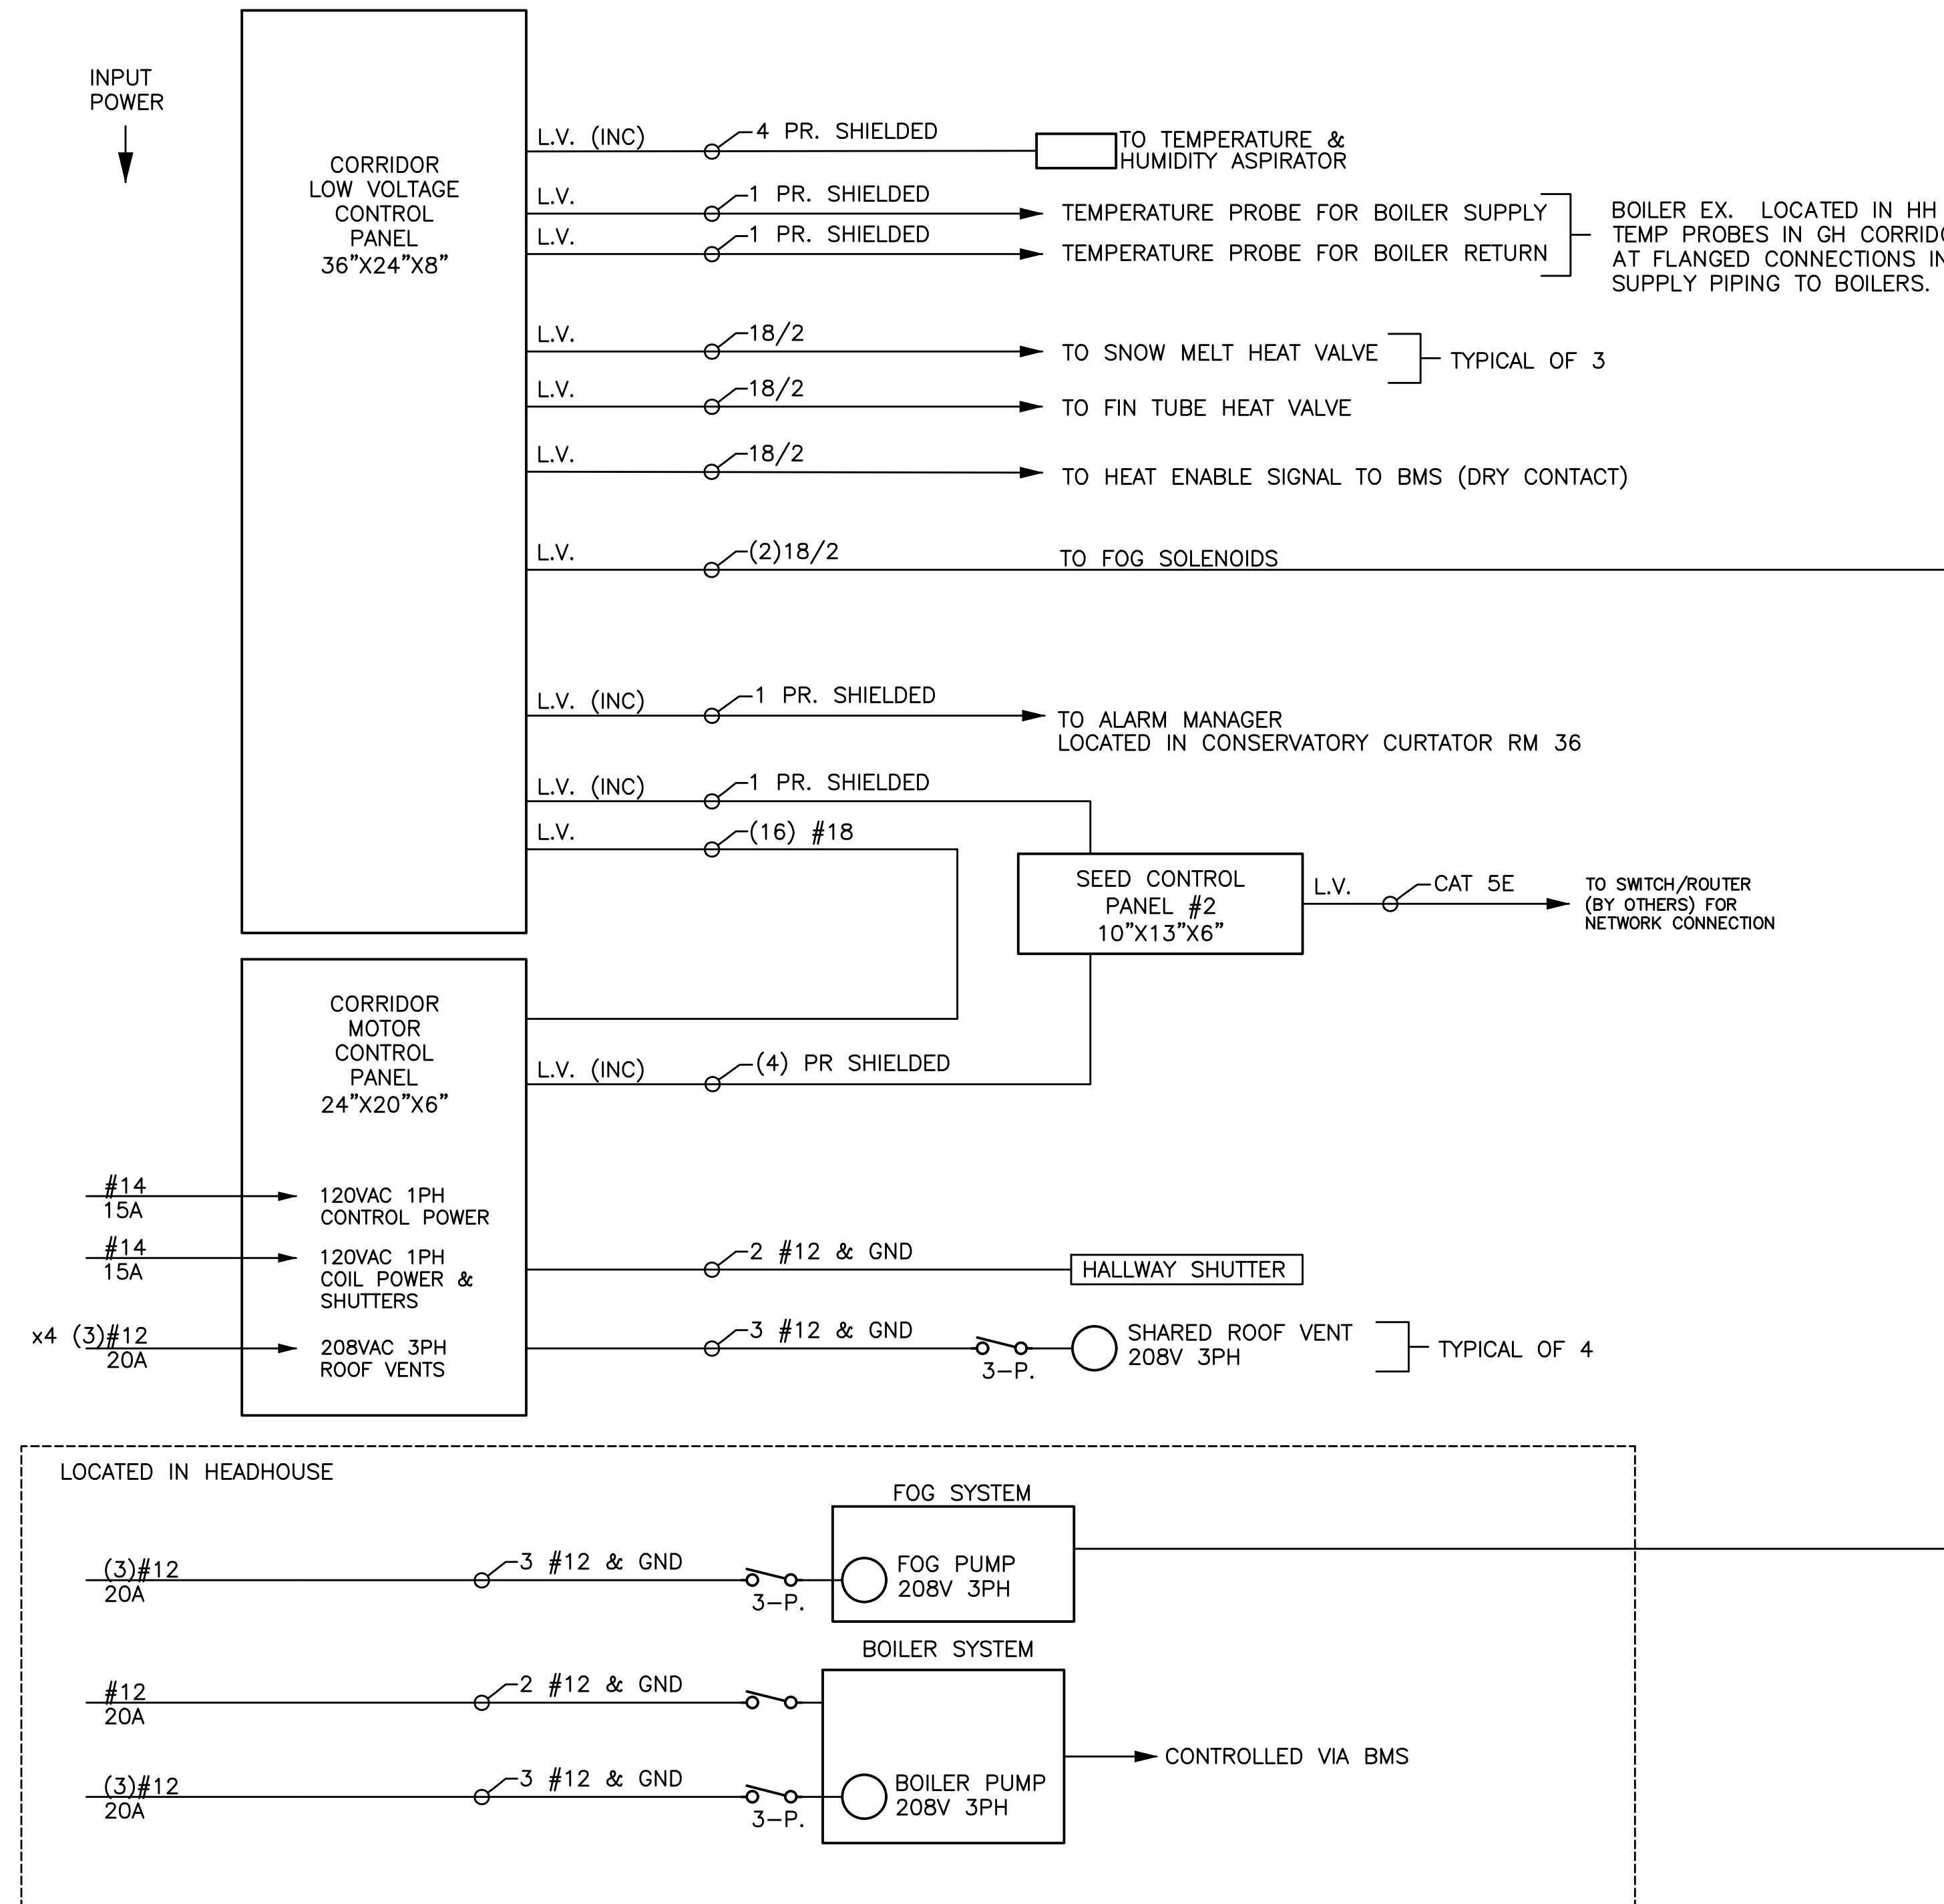 INPUT
POWER
CORRIDOR
LOW VOLTAGE
CONTROL
PANEL
36"X24"X8"
L.V. (INC)
4 PR. SHIELDED
TO TEMPERATURE &
HUMIDITY ASPIRATOR
L.V.
1 PR. SHIELDED
TEMPERATURE PROBE FOR BOILER SUPPLY
L.V.
1 PR. SHIELDED
TEMPERATURE PROBE FOR BOILER RETURN
BOILER EX. LOCATED IN HH
TEMP PROBES IN GH
AT FLANGED CONNECTIONS
SUPPLY PIPING TO BOILERS.
L.V.
18/2
TO SNOW MELT HEAT VALVE
TYPICAL OF 3
L.V.
18/2
TO FIN TUBE HEAT VALVE
L.V.
18/2
TO HEAT ENABLE SIGNAL TO BMS (DRY CONTACT)
L.V.
(2)18/2
TO FOG SOLENOIDS
L.V. (INC)
1 PR. SHIELDED
TO ALARM MANAGER
LOCATED IN CONSERVATORY CURTATOR RM 36
L.V. (INC)
1 PR. SHIELDED
L.V.
(16) #18
SEED CONTROL
PANEL #2
10"X13"X6"
L.V.
CAT 5E
TO SWITCH/ROUTER
(BY OTHERS) FOR
NETWORK CONNECTION
CORRIDOR
MOTOR
CONTROL
PANEL
24"X20"X6"
L.V. (INC)
(4) PR SHIELDED
#14
15A
120VAC 1PH
CONTROL POWER
#14
15A
120VAC 1PH
COIL POWER &
SHUTTERS
2 #12 & GND
HALLWAY SHUTTER
x4 (3)#12
20A
208VAC 3PH
ROOF VENTS
3 #12 & GND
3-P.
SHARED ROOF VENT
208V 3PH
TYPICAL OF 4
LOCATED IN HEADHOUSE
FOG SYSTEM
(3)#12
20A
3 #12 & GND
3-P.
FOG PUMP
208V 3PH
BOILER SYSTEM
#12
20A
2 #12 & GND
CONTROLLED VIA BMS
(3)#12
20A
3 #12 & GND
3-P.
BOILER PUMP
208V 3PH